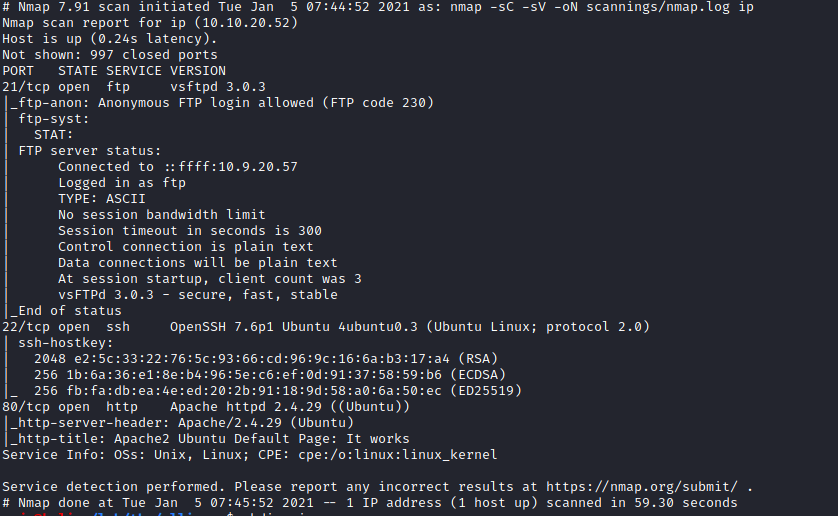 # Nmap 7.91 scan initiated Tue Jan  5 07:44:52 2021 as: nmap -sC -sV -oN scannings/nmap.log ip
Nmap scan report for ip (10.10.20.52)
Host is up (0.24s latency).
Not shown: 997 closed ports
PORT   STATE SERVICE VERSION
21/tcp open  ftp     vsftpd 3.0.3
|_ftp-anon: Anonymous FTP login allowed (FTP code 230)
| ftp-syst:
|   STAT:
| FTP server status:
|      Connected to ::ffff:10.9.20.57
|      Logged in as ftp
|      TYPE: ASCII
|      No session bandwidth limit
|      Session timeout in seconds is 300
|      Control connection is plain text
|      Data connections will be plain text
|      At session startup, client count was 3
|      vsFTPd 3.0.3 - secure, fast, stable
|_End of status
22/tcp open  ssh     OpenSSH 7.6p1 Ubuntu 4ubuntu0.3 (Ubuntu Linux; protocol 2.0)
| ssh-hostkey:
|   2048 e2:5c:33:22:76:5c:93:66:cd:96:9c:16:6a:b3:17:a4 (RSA)
|   256 1b:6a:36:e1:8e:b4:96:5e:c6:ef:0d:91:37:58:59:b6 (ECDSA)
|_  256 fb:fa:db:ea:4e:ed:20:2b:91:18:9d:58:a0:6a:50:ec (ED25519)
80/tcp open  http    Apache httpd 2.4.29 ((Ubuntu))
|_http-server-header: Apache/2.4.29 (Ubuntu)
|_http-title: Apache2 Ubuntu Default Page: It works
Service Info: OSs: Unix, Linux; CPE: cpe:/o:linux:linux_kernel
Service detection performed. Please report any incorrect results at https://nmap.org/submit/ .
# Nmap done at Tue Jan  5 07:45:52 2021 -- 1 IP address (1 host up) scanned in 59.30 seconds